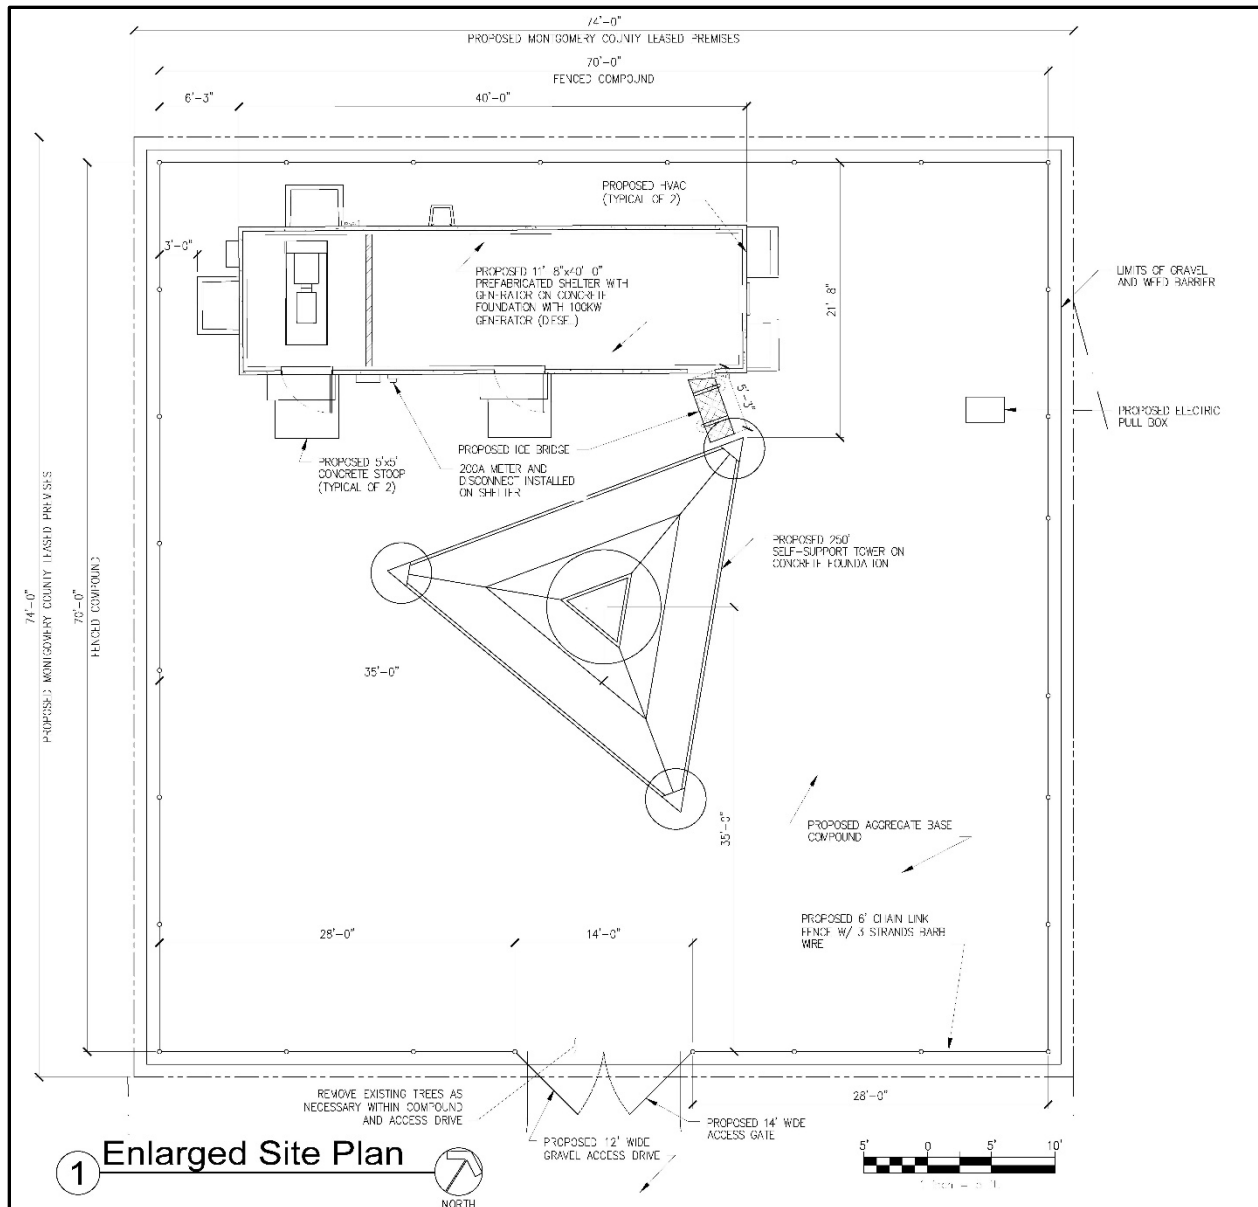 74'-0"
PROPOSED MONTGOMERY COUNTY LEASED PREMISES
70'-0"
FENCED COMPOUND
6'-3"
40'-0"
PROPOSED HVAC
(TYPICAL OF 2)
3'-0"
PROPOSED 11' 8"x40' 0"
PREFABRICATED SHELTER WITH
GENERATOR ON CONCRETE
FOUNDATION WITH 100KW
GENERATOR (DIESEL)
21' 8"
LIMITS OF GRAVEL
AND WEED BARRIER
5'-3"
PROPOSED ELECTRIC
PULL BOX
PROPOSED ICE BRIDGE
PROPOSED 5'x5'
CONCRETE STOOP
(TYPICAL OF 2)
200A METER AND
DISCONNECT INSTALLED
ON SHELTER
PROPOSED 250'
SELF-SUPPORT TOWER ON
CONCRETE FOUNDATION
74'-0"
PROPOSED MONTGOMERY COUNTY LEASED PREMISES
70'-0"
FENCED COMPOUND
35'-0"
35'-0"
PROPOSED AGGREGATE BASE
COMPOUND
PROPOSED 6' CHAIN LINK
FENCE W/ 3 STRANDS BARB
WIRE
28'-0"
14'-0"
28'-0"
REMOVE EXISTING TREES AS
NECESSARY WITHIN COMPOUND
AND ACCESS DRIVE
PROPOSED 12' WIDE
GRAVEL ACCESS DRIVE
PROPOSED 14' WIDE
ACCESS GATE
1 Enlarged Site Plan
NORTH
5' 0 5' 10'